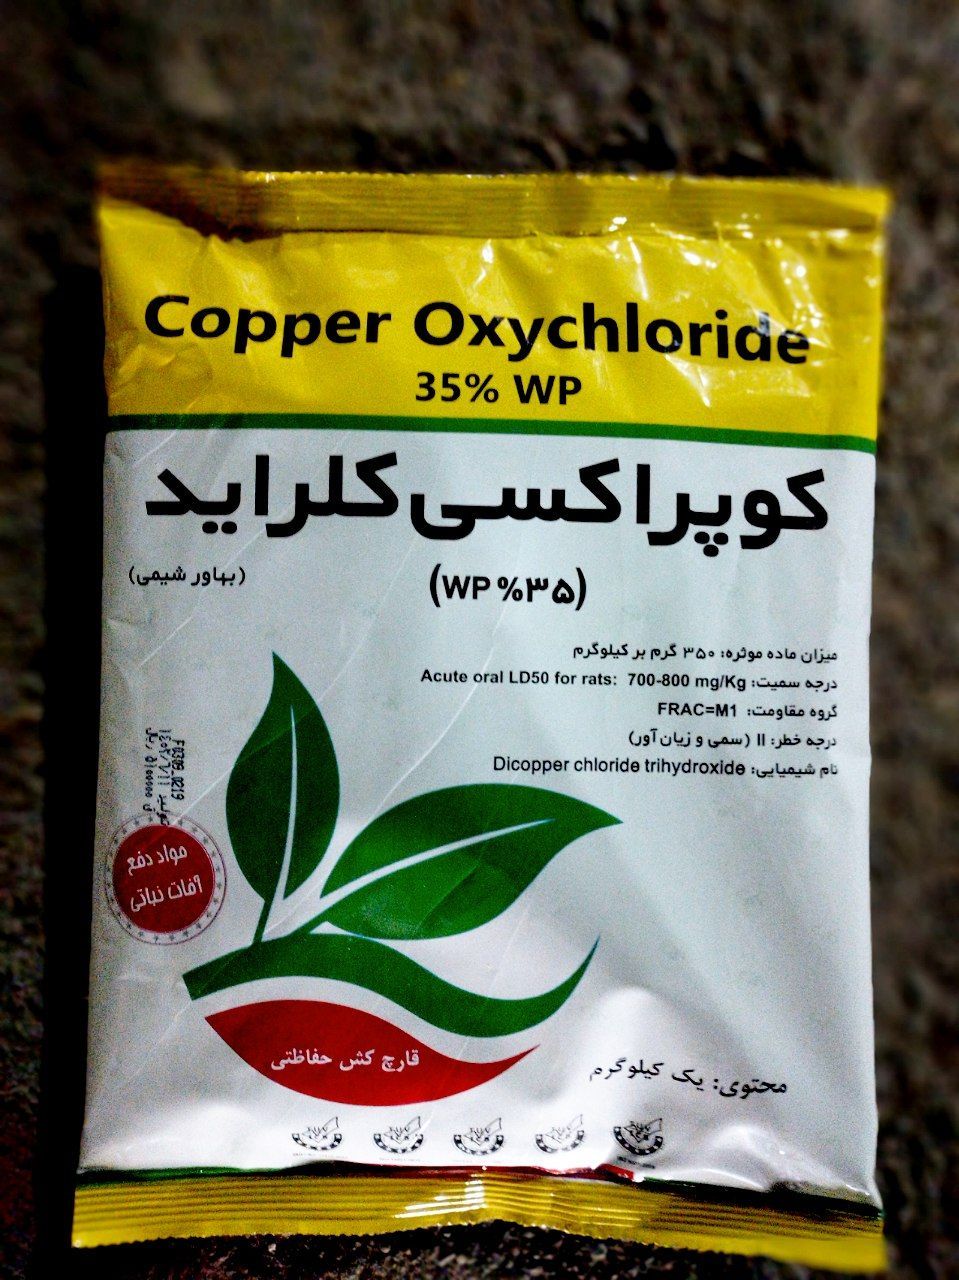 Copper Oxychloride
35% WP
کوپراکسی کلراید
(WP %۳۵)
(بهاور شیمی)
میزان ماده موثره: ۳۵۰ گرم بر کیلوگرم
درجه سمیت: Acute oral LD50 for rats: 700-800 mg/Kg
گروه مقاومت: FRAC=M1
درجه خطر: II (سمی و زیان آور)
نام شیمیایی: Dicopper chloride trihydroxide
مواد دفع
آفات نباتی
قارچ کش حفاظتی
محتوی: یک کیلوگرم